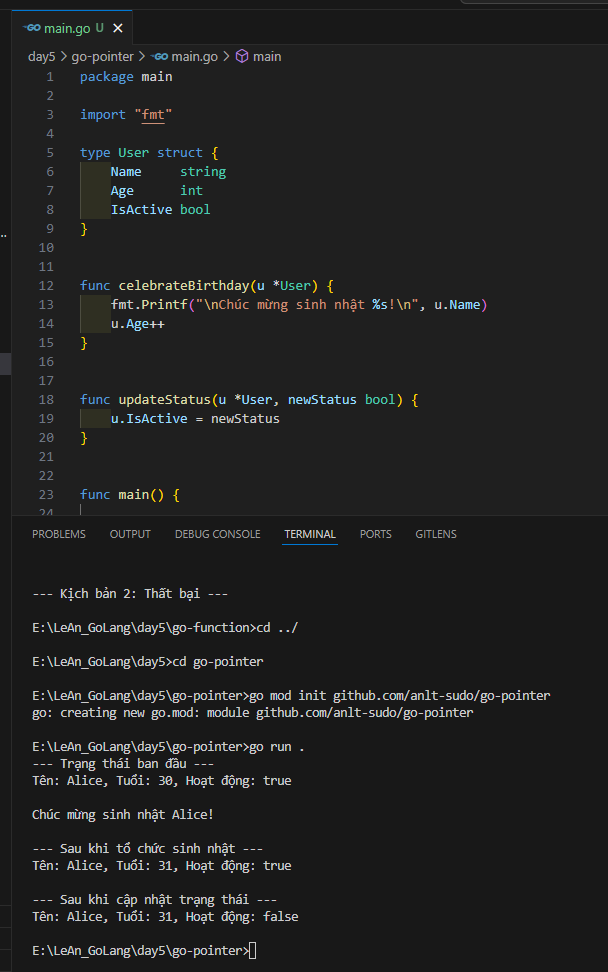 main.go U ×
day5 > go-pointer > main.go > main
1 package main
2
3 import "fmt"
4
5 type User struct {
6     Name     string
7     Age      int
8     IsActive bool
9 }
10
11
12 func celebrateBirthday(u *User) {
13     fmt.Printf("\nChúc mừng sinh nhật %s!\n", u.Name)
14     u.Age++
15 }
16
17
18 func updateStatus(u *User, newStatus bool) {
19     u.IsActive = newStatus
20 }
21
22
23 func main() {
24
PROBLEMS OUTPUT DEBUG CONSOLE TERMINAL PORTS GITLENS
--- Kịch bản 2: Thất bại ---
E:\LeAn_GoLang\day5\go-function>cd ../
E:\LeAn_GoLang\day5>cd go-pointer
E:\LeAn_GoLang\day5\go-pointer>go mod init github.com/anlt-sudo/go-pointer
go: creating new go.mod: module github.com/anlt-sudo/go-pointer
E:\LeAn_GoLang\day5\go-pointer>go run .
--- Trạng thái ban đầu ---
Tên: Alice, Tuổi: 30, Hoạt động: true
Chúc mừng sinh nhật Alice!
--- Sau khi tổ chức sinh nhật ---
Tên: Alice, Tuổi: 31, Hoạt động: true
--- Sau khi cập nhật trạng thái ---
Tên: Alice, Tuổi: 31, Hoạt động: false
E:\LeAn_GoLang\day5\go-pointer>